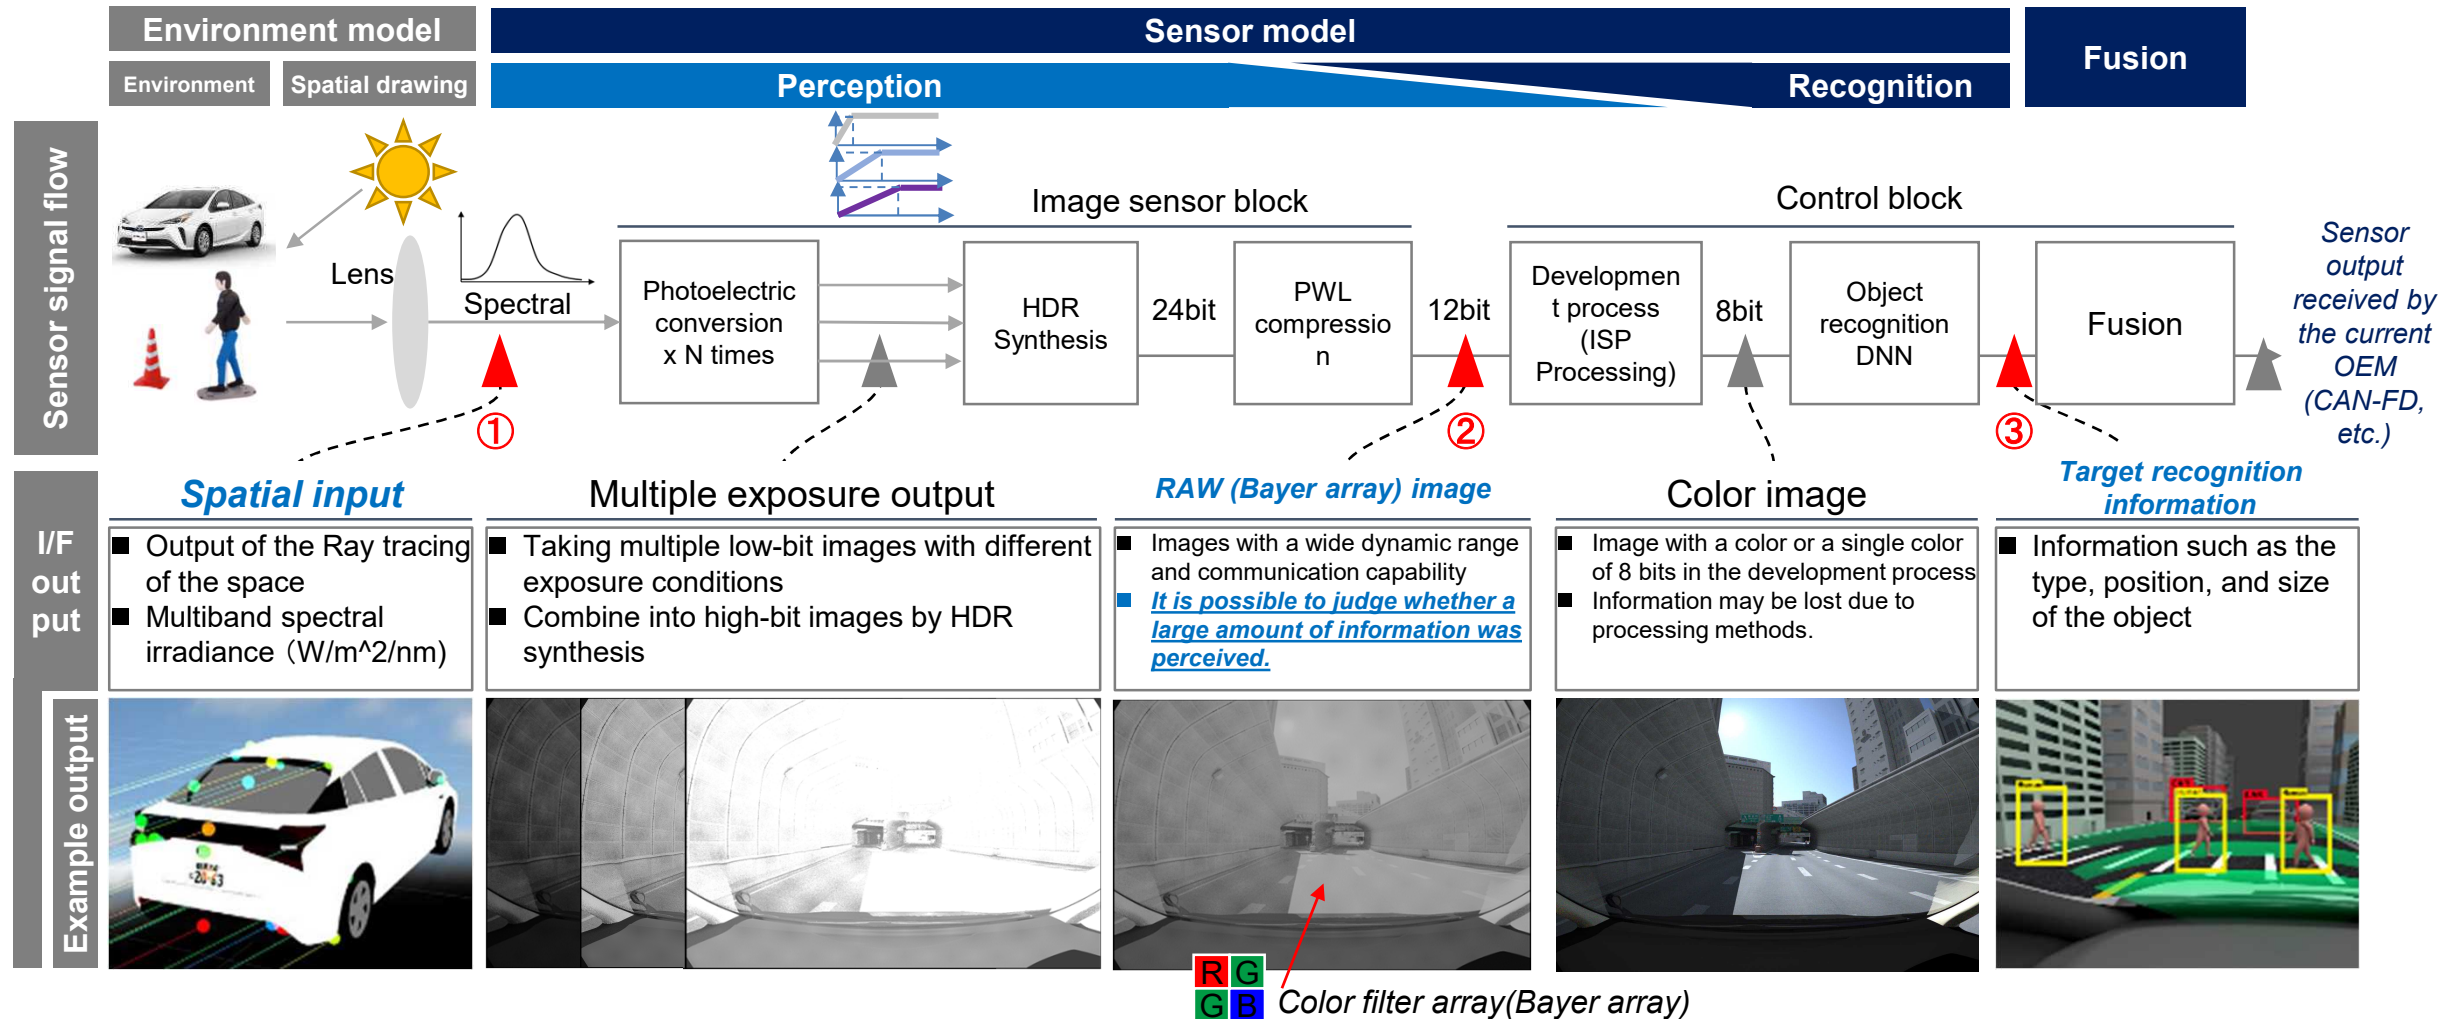 Environment model
Sensor model
Fusion
Environment
Spatial drawing
Perception
Recognition
Sensor signal flow
Lens
Spectral
Image sensor block
Control block
Photoelectric
conversion
x N times
HDR
Synthesis
24bit
PWL
compressio
n
12bit
Developmen
t process
(ISP
Processing)
8bit
Object
recognition
DNN
Fusion
Sensor
output
received by
the current
OEM
(CAN-FD,
etc.)
①
②
③
I/F
out
put
Spatial input
■ Output of the Ray tracing
of the space
■ Multiband spectral
irradiance（W/m^2/nm)
Multiple exposure output
■ Taking multiple low-bit images with different
exposure conditions
■ Combine into high-bit images by HDR
synthesis
RAW (Bayer array) image
■ Images with a wide dynamic range
and communication capability
■ It is possible to judge whether a
large amount of information was
perceived.
Color image
■ Image with a color or a single color
of 8 bits in the development process
■ Information may be lost due to
processing methods.
Target recognition
information
■ Information such as the
type, position, and size
of the object
Example output
R G
G B
Color filter array(Bayer array)